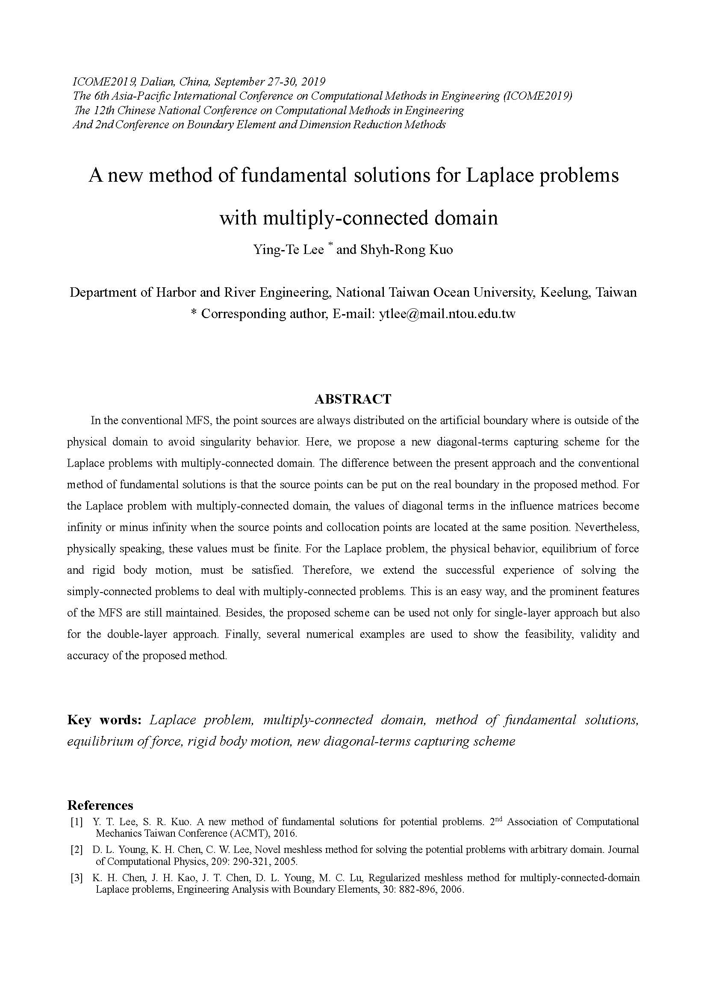 ICOME2019, Dalian, China, September 27-30, 2019
The 6th Asia-Pacific International Conference on Computational Methods in Engineering (ICOME2019)
The 12th Chinese National Conference on Computational Methods in Engineering
And 2nd Conference on Boundary Element and Dimension Reduction Methods
A new method of fundamental solutions for Laplace problems
with multiply-connected domain
Ying-Te Lee * and Shyh-Rong Kuo
Department of Harbor and River Engineering, National Taiwan Ocean University, Keelung, Taiwan
* Corresponding author, E-mail: ytlee@mail.ntou.edu.tw
ABSTRACT
In the conventional MFS, the point sources are always distributed on the artificial boundary where is outside of the
physical domain to avoid singularity behavior. Here, we propose a new diagonal-terms capturing scheme for the
Laplace problems with multiply-connected domain. The difference between the present approach and the conventional
method of fundamental solutions is that the source points can be put on the real boundary in the proposed method. For
the Laplace problem with multiply-connected domain, the values of diagonal terms in the influence matrices become
infinity or minus infinity when the source points and collocation points are located at the same position. Nevertheless,
physically speaking, these values must be finite. For the Laplace problem, the physical behavior, equilibrium of force
and rigid body motion, must be satisfied. Therefore, we extend the successful experience of solving the
simply-connected problems to deal with multiply-connected problems. This is an easy way, and the prominent features
of the MFS are still maintained. Besides, the proposed scheme can be used not only for single-layer approach but also
for the double-layer approach. Finally, several numerical examples are used to show the feasibility, validity and
accuracy of the proposed method.
Key words: Laplace problem, multiply-connected domain, method of fundamental solutions,
equilibrium of force, rigid body motion, new diagonal-terms capturing scheme
References
[1] Y. T. Lee, S. R. Kuo. A new method of fundamental solutions for potential problems. 2nd Association of Computational
Mechanics Taiwan Conference (ACMT), 2016.
[2] D. L. Young, K. H. Chen, C. W. Lee, Novel meshless method for solving the potential problems with arbitrary domain. Journal
of Computational Physics, 209: 290-321, 2005.
[3] K. H. Chen, J. H. Kao, J. T. Chen, D. L. Young, M. C. Lu, Regularized meshless method for multiply-connected-domain
Laplace problems, Engineering Analysis with Boundary Elements, 30: 882-896, 2006.